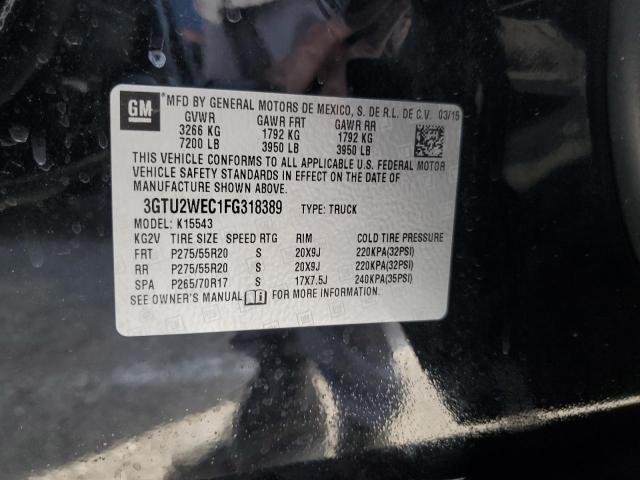 GM
*MFD BY GENERAL MOTORS DE MEXICO, S. DE R.L. DE C.V. 03/15
GVWR GAWR FRT GAWR RR
3266 KG 1792 KG 1792 KG
7200 LB 3950 LB 3950 LB
THIS VEHICLE CONFORMS TO ALL APPLICABLE U.S. FEDERAL MOTOR
VEHICLE SAFETY STANDARDS IN EFFECT ON THE DATE OF
MANUFACTURE SHOWN ABOVE.
3GTU2WEC1FG318389 TYPE: TRUCK
MODEL: K15543
KG2V TIRE SIZE SPEED RTG RIM COLD TIRE PRESSURE
FRT P275/55R20 S 20X9J 220KPA(32PSI)
RR P275/55R20 S 20X9J 220KPA(32PSI)
SPA P265/70R17 S 17X7.5J 240KPA(35PSI)
SEE OWNER'S MANUAL FOR MORE INFORMATION.